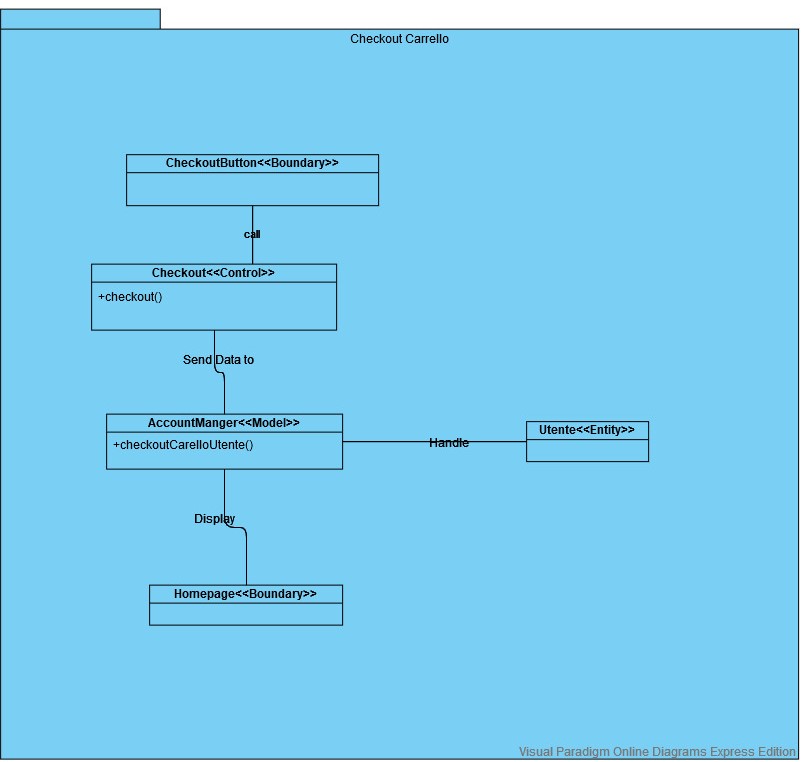 Checkout Carrello
CheckoutButton<<Boundary>>
call
Checkout<<Control>>
+checkout()
Send Data to
AccountManger<<Model>>
+checkoutCarelloUtente()
Handle
Utente<<Entity>>
Display
Homepage<<Boundary>>
Visual Paradigm Online Diagrams Express Edition